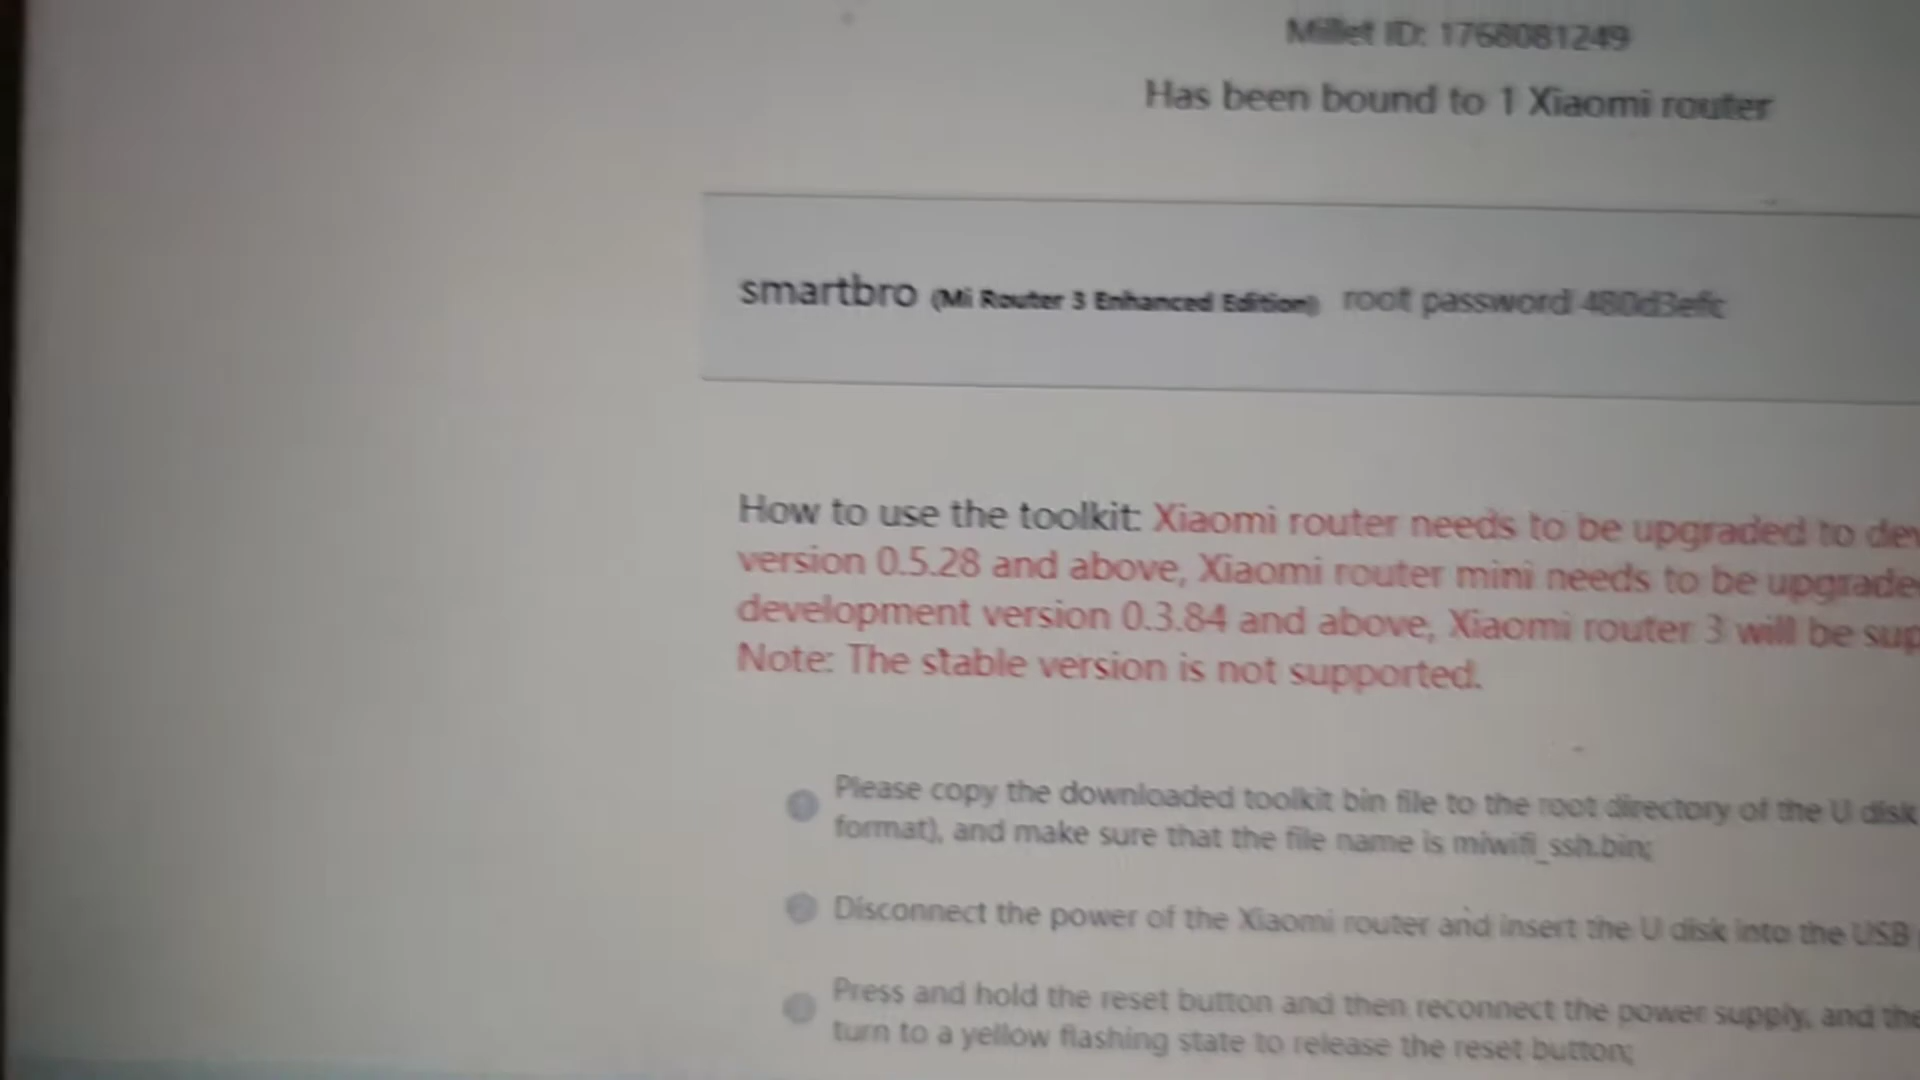 Millet ID: 1768081249
Has been bound to 1 Xiaomi router
smartbro (Mi Router 3 Enhanced Edition) root password 480d3efc
How to use the toolkit: Xiaomi router needs to be upgraded to dev
version 0.5.28 and above, Xiaomi router mini needs to be upgrade
development version 0.3.84 and above, Xiaomi router 3 will be sup
Note: The stable version is not supported.
Please copy the downloaded toolkit bin file to the root directory of the U disk
format), and make sure that the file name is miwifi_ssh.bin;
Disconnect the power of the Xiaomi router and insert the U disk into the USB
Press and hold the reset button and then reconnect the power supply, and the
turn to a yellow flashing state to release the reset button;